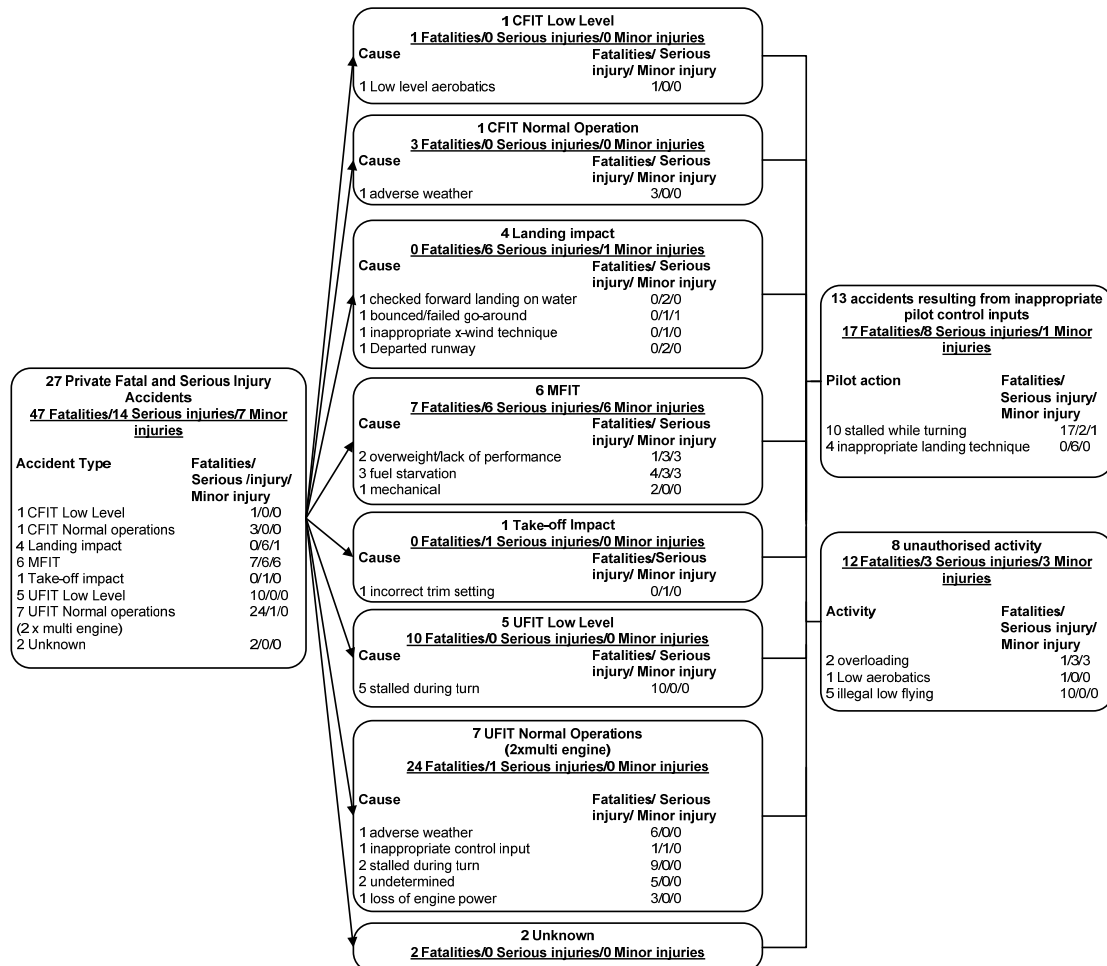 27 Private Fatal and Serious Injury
Accidents
47 Fatalities/14 Serious injuries/7 Minor
injuries
Accident Type Fatalities/
Serious /injury/
Minor injury
1 CFIT Low Level 1/0/0
1 CFIT Normal operations 3/0/0
4 Landing impact 0/6/1
6 MFIT 7/6/6
1 Take-off impact 0/1/0
5 UFIT Low Level 10/0/0
7 UFIT Normal operations 24/1/0
(2 x multi engine)
2 Unknown 2/0/0
1 CFIT Low Level
1 Fatalities/0 Serious injuries/0 Minor injuries
Cause Fatalities/ Serious
injury/ Minor injury
1 Low level aerobatics 1/0/0
1 CFIT Normal Operation
3 Fatalities/0 Serious injuries/0 Minor injuries
Cause Fatalities/ Serious
injury/ Minor injury
1 adverse weather 3/0/0
4 Landing impact
0 Fatalities/6 Serious injuries/1 Minor injuries
Cause Fatalities/ Serious
injury/ Minor injury
1 checked forward landing on water 0/2/0
1 bounced/failed go-around 0/1/1
1 inappropriate x-wind technique 0/1/0
1 Departed runway 0/2/0
6 MFIT
7 Fatalities/6 Serious injuries/6 Minor injuries
Cause Fatalities/ Serious
injury/ Minor injury
2 overweight/lack of performance 1/3/3
3 fuel starvation 4/3/3
1 mechanical 2/0/0
1 Take-off Impact
0 Fatalities/1 Serious injuries/0 Minor injuries
Cause Fatalities/Serious
injury/ Minor injury
1 incorrect trim setting 0/1/0
5 UFIT Low Level
10 Fatalities/0 Serious injuries/0 Minor injuries
Cause Fatalities/ Serious
injury/ Minor injury
5 stalled during turn 10/0/0
7 UFIT Normal Operations
(2xmulti engine)
24 Fatalities/1 Serious injuries/0 Minor injuries
Cause Fatalities/ Serious
injury/ Minor injury
1 adverse weather 6/0/0
1 inappropriate control input 1/1/0
2 stalled during turn 9/0/0
2 undetermined 5/0/0
1 loss of engine power 3/0/0
2 Unknown
2 Fatalities/0 Serious injuries/0 Minor injuries
13 accidents resulting from inappropriate
pilot control inputs
17 Fatalities/8 Serious injuries/1 Minor
injuries
Pilot action Fatalities/
Serious injury/
Minor injury
10 stalled while turning 17/2/1
4 inappropriate landing technique 0/6/0
8 unauthorised activity
12 Fatalities/3 Serious injuries/3 Minor
injuries
Activity Fatalities/
Serious injury/
Minor injury
2 overloading 1/3/3
1 Low aerobatics 1/0/0
5 illegal low flying 10/0/0